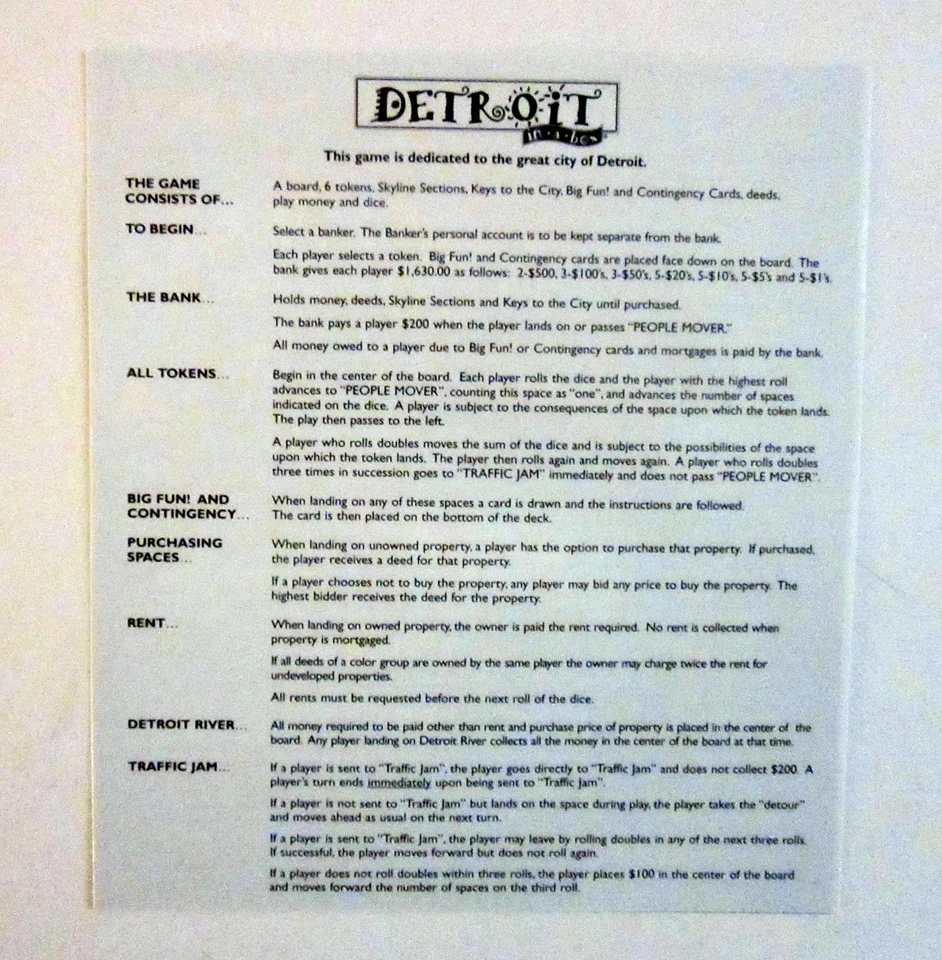 DETROIT
in·a·box
This game is dedicated to the great city of Detroit.
THE GAME
CONSISTS OF...
A board, 6 tokens, Skyline Sections, Keys to the City, Big Fun! and Contingency Cards, deeds,
play money and dice.
TO BEGIN...
Select a banker. The Banker's personal account is to be kept separate from the bank.
Each player selects a token. Big Fun! and Contingency cards are placed face down on the board. The
bank gives each player $1,630.00 as follows: 2-$500, 3-$100's, 3-$50's, 5-$20's, 5-$10's, 5-$5's and 5-$1's.
THE BANK...
Holds money, deeds, Skyline Sections and Keys to the City until purchased.
The bank pays a player $200 when the player lands on or passes "PEOPLE MOVER."
All money owed to a player due to Big Fun! or Contingency cards and mortgages is paid by the bank.
ALL TOKENS...
Begin in the center of the board. Each player rolls the dice and the player with the highest roll
advances to "PEOPLE MOVER", counting this space as "one", and advances the number of spaces
indicated on the dice. A player is subject to the consequences of the space upon which the token lands.
The play then passes to the left.
A player who rolls doubles moves the sum of the dice and is subject to the possibilities of the space
upon which the token lands. The player then rolls again and moves again. A player who rolls doubles
three times in succession goes to "TRAFFIC JAM" immediately and does not pass "PEOPLE MOVER".
BIG FUN! AND
CONTINGENCY...
When landing on any of these spaces a card is drawn and the instructions are followed.
The card is then placed on the bottom of the deck.
PURCHASING
SPACES...
When landing on unowned property, a player has the option to purchase that property. If purchased,
the player receives a deed for that property.
If a player chooses not to buy the property, any player may bid any price to buy the property. The
highest bidder receives the deed for the property.
RENT...
When landing on owned property, the owner is paid the rent required. No rent is collected when
property is mortgaged.
If all deeds of a color group are owned by the same player the owner may charge twice the rent for
undeveloped properties.
All rents must be requested before the next roll of the dice.
DETROIT RIVER...
All money required to be paid other than rent and purchase price of property is placed in the center of the
board. Any player landing on Detroit River collects all the money in the center of the board at that time.
TRAFFIC JAM...
If a player is sent to "Traffic Jam", the player goes directly to "Traffic Jam" and does not collect $200. A
player's turn ends immediately upon being sent to "Traffic Jam".
If a player is not sent to "Traffic Jam" but lands on the space during play, the player takes the "detour"
and moves ahead as usual on the next turn.
If a player is sent to "Traffic Jam", the player may leave by rolling doubles in any of the next three rolls.
If successful, the player moves forward but does not roll again.
If a player does not roll doubles within three rolls, the player places $100 in the center of the board
and moves forward the number of spaces on the third roll.